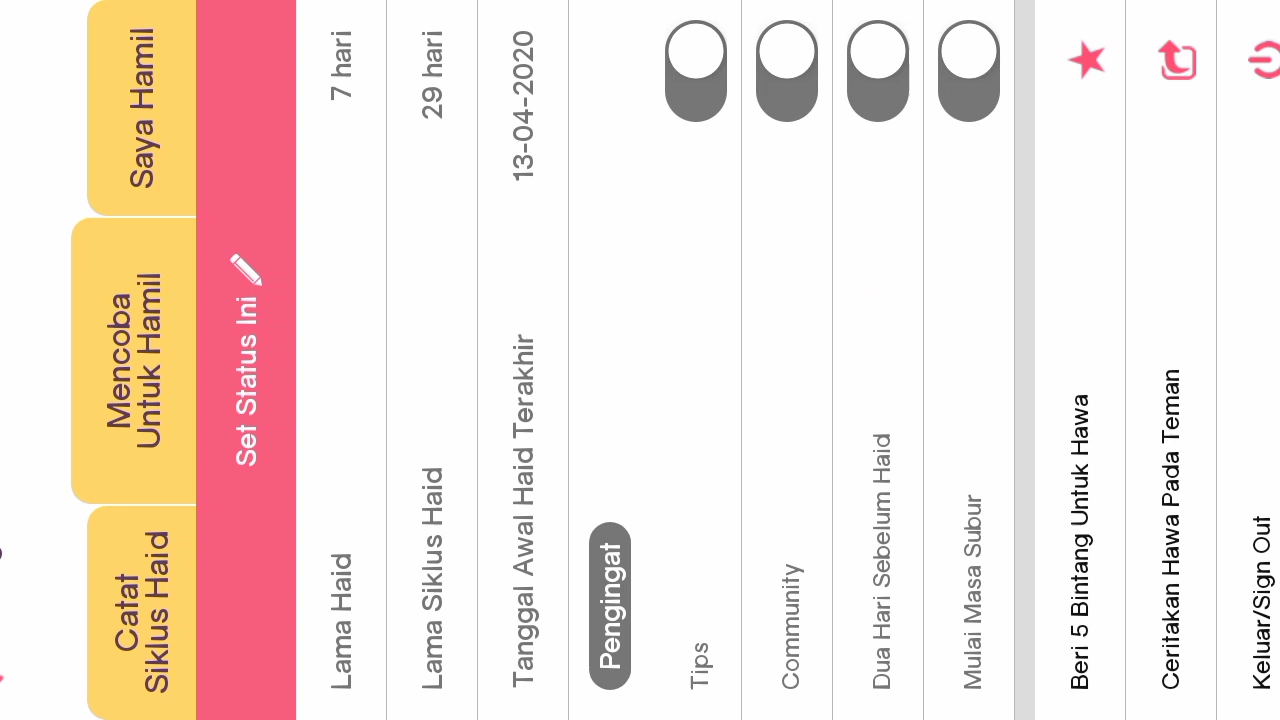 Catat
Siklus Haid
Mencoba
Untuk Hamil
Saya Hamil
Set Status Ini
Lama Haid 7 hari
Lama Siklus Haid 29 hari
Tanggal Awal Haid Terakhir 13-04-2020
Pengingat
Tips
Community
Dua Hari Sebelum Haid
Mulai Masa Subur
Beri 5 Bintang Untuk Hawa
Ceritakan Hawa Pada Teman
Keluar/Sign Out